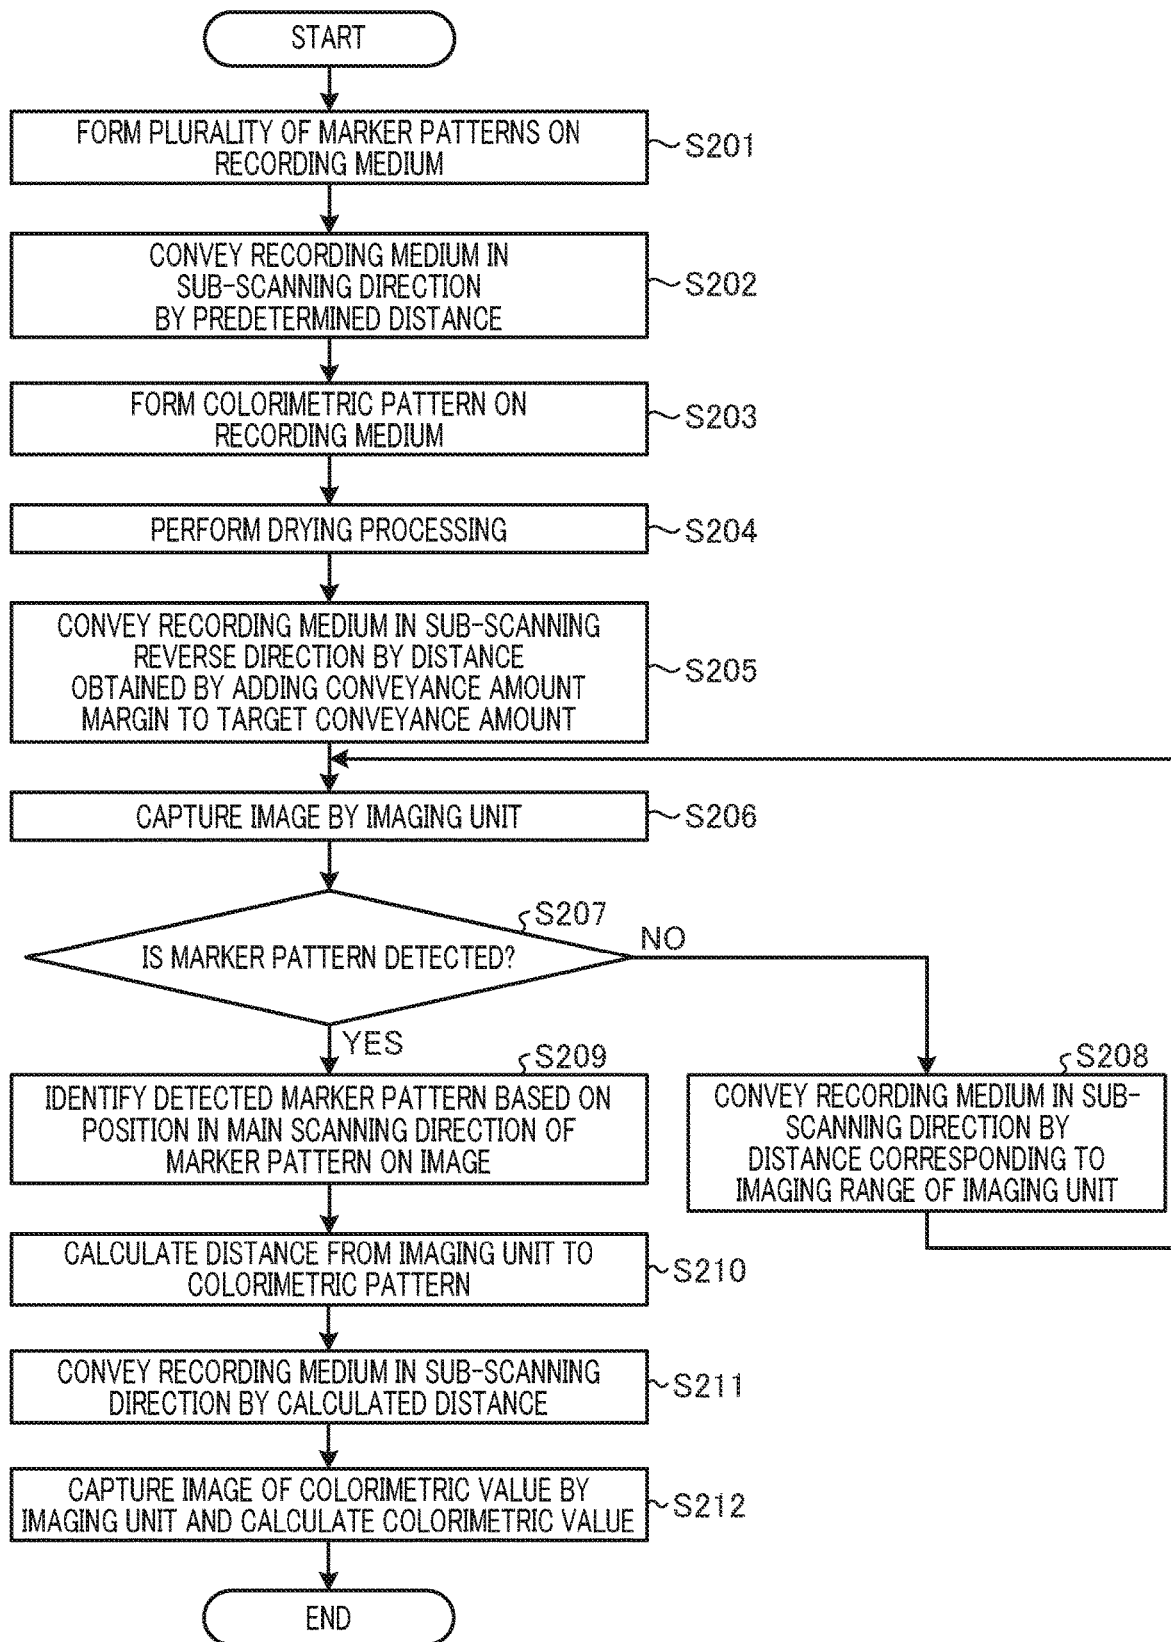 START
FORM PLURALITY OF MARKER PATTERNS ON
RECORDING MEDIUM
S201
CONVEY RECORDING MEDIUM IN
SUB-SCANNING DIRECTION
BY PREDETERMINED DISTANCE
S202
FORM COLORIMETRIC PATTERN ON
RECORDING MEDIUM
S203
PERFORM DRYING PROCESSING
S204
CONVEY RECORDING MEDIUM IN SUB-SCANNING
REVERSE DIRECTION BY DISTANCE
OBTAINED BY ADDING CONVEYANCE AMOUNT
MARGIN TO TARGET CONVEYANCE AMOUNT
S205
CAPTURE IMAGE BY IMAGING UNIT
S206
S207
IS MARKER PATTERN DETECTED?
NO
YES
S209
IDENTIFY DETECTED MARKER PATTERN BASED ON
POSITION IN MAIN SCANNING DIRECTION OF
MARKER PATTERN ON IMAGE
S208
CONVEY RECORDING MEDIUM IN SUB-
SCANNING DIRECTION BY
DISTANCE CORRESPONDING TO
IMAGING RANGE OF IMAGING UNIT
CALCULATE DISTANCE FROM IMAGING UNIT TO
COLORIMETRIC PATTERN
S210
CONVEY RECORDING MEDIUM IN SUB-SCANNING
DIRECTION BY CALCULATED DISTANCE
S211
CAPTURE IMAGE OF COLORIMETRIC VALUE BY
IMAGING UNIT AND CALCULATE COLORIMETRIC VALUE
S212
END